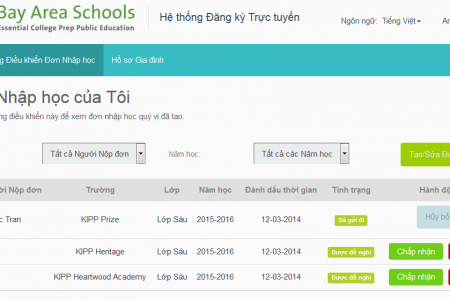 Bay Area Schools
Essential College Prep Public Education
Hệ thống Đăng ký Trực tuyến
Ngôn ngữ: Tiếng Việt
Điều khiển Đơn Nhập học Hồ sơ Gia đình
Nhập học của Tôi
điều khiển này để xem đơn nhập học quý vị đã tạo.
Tất cả Người Nộp đơn Năm học: Tất cả các Năm học Tạo/Sửa
Nộp đơn Trường Lớp Năm học Đánh dấu thời gian Tình trạng Hành
Tran KIPP Prize Lớp Sáu 2015-2016 12-03-2014 Đã gửi đi Hủy
KIPP Heritage Lớp Sáu 2015-2016 12-03-2014 Được đề nghị Chấp nhận
KIPP Heartwood Academy Lớp Sáu 2015-2016 12-03-2014 Được đề nghị Chấp nhận